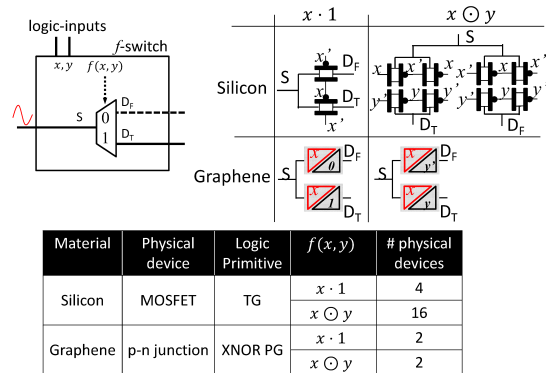 logic-inputs
f-switch
x, y
f(x, y)
S
0
1
D_F
D_T
x · 1
x ⊙ y
Silicon
S
x'
D_F
x'
D_T
x'
S
x x' x' x
y' y y' y
D_T
x x' x' x
y' y' y' y
D_F
Graphene
S
x 0 D_F
x 1 D_T
S
x y' D_F
x y D_T
Material Physical device Logic Primitive f(x, y) # physical devices
Silicon MOSFET TG x · 1 4
x ⊙ y 16
Graphene p-n junction XNOR PG x · 1 2
x ⊙ y 2